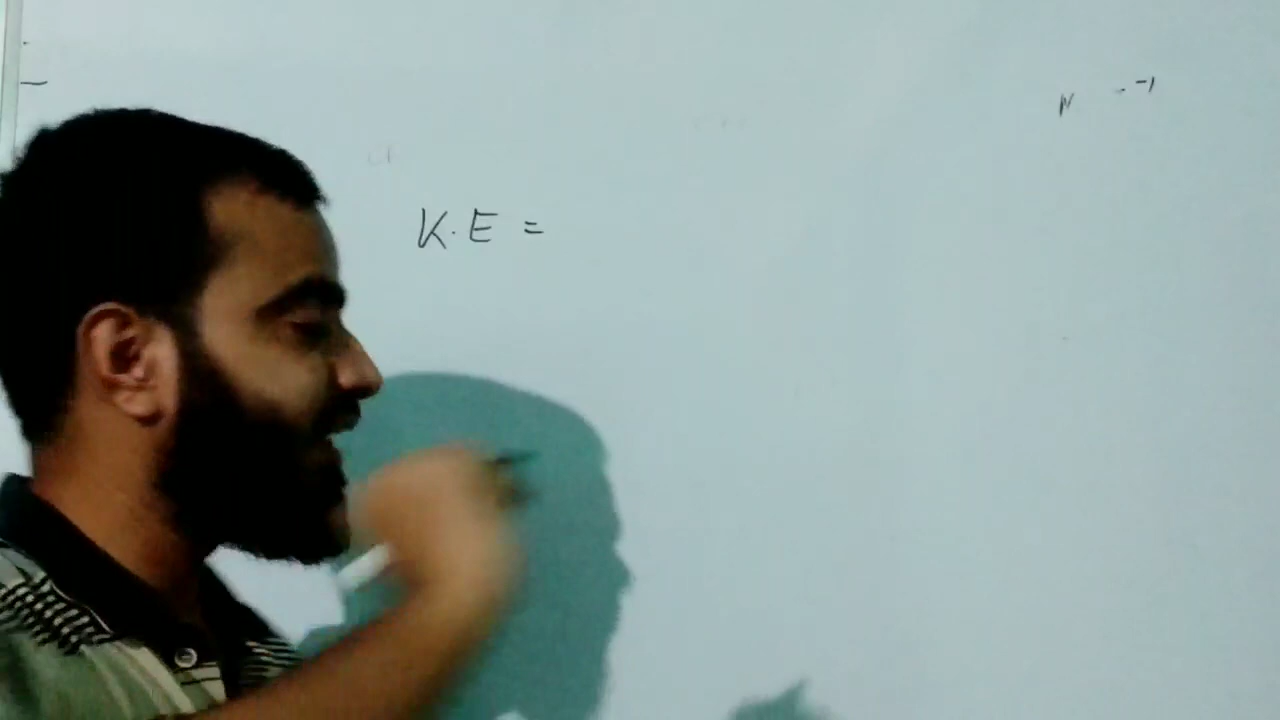 K.E =